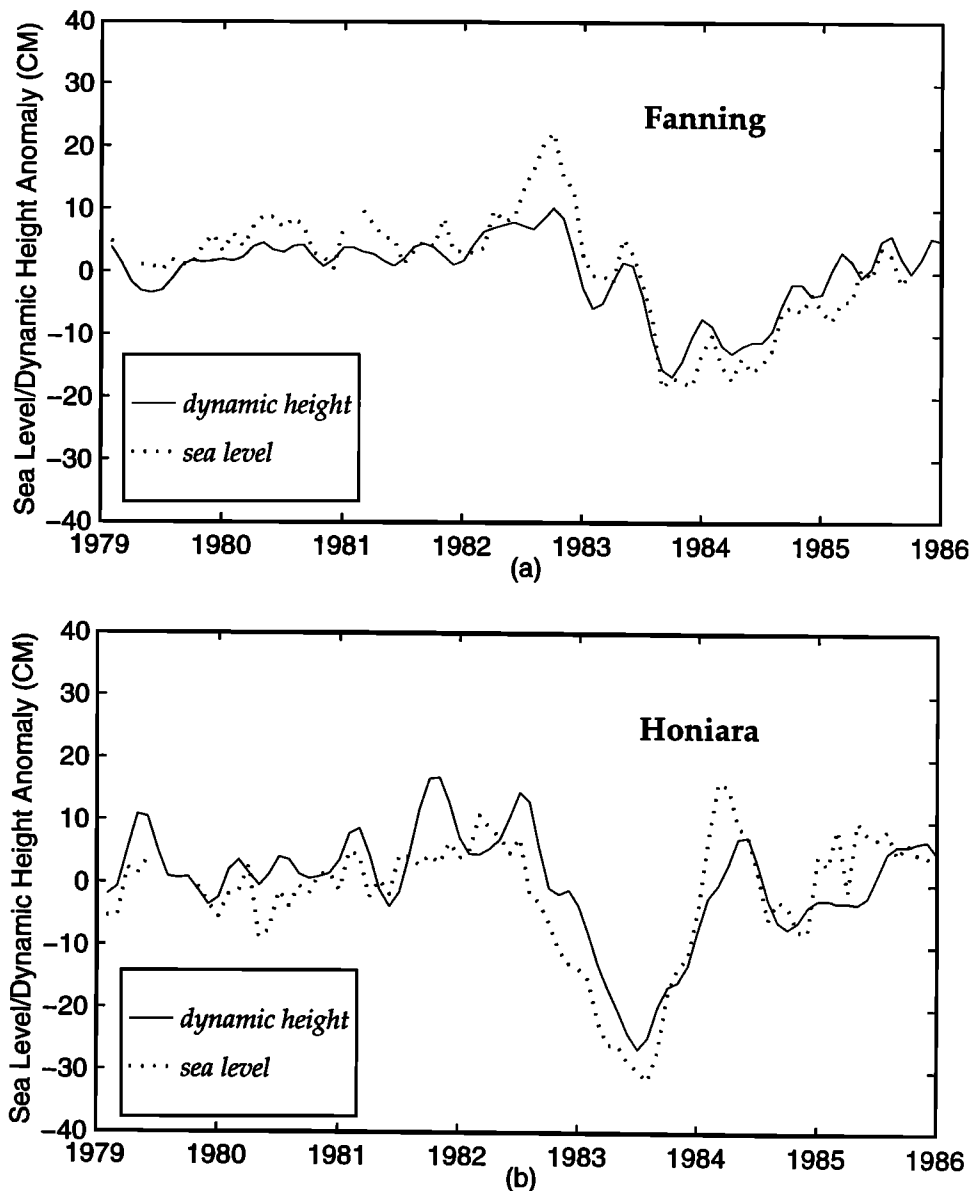 Sea Level/Dynamic Height Anomaly (CM)
40
30
20
10
0
-10
-20
-30
-40
Fanning
dynamic height
sea level
1979 1980 1981 1982 1983 1984 1985 1986
(a)
Sea Level/Dynamic Height Anomaly (CM)
40
30
20
10
0
-10
-20
-30
-40
Honiara
dynamic height
sea level
1979 1980 1981 1982 1983 1984 1985 1986
(b)